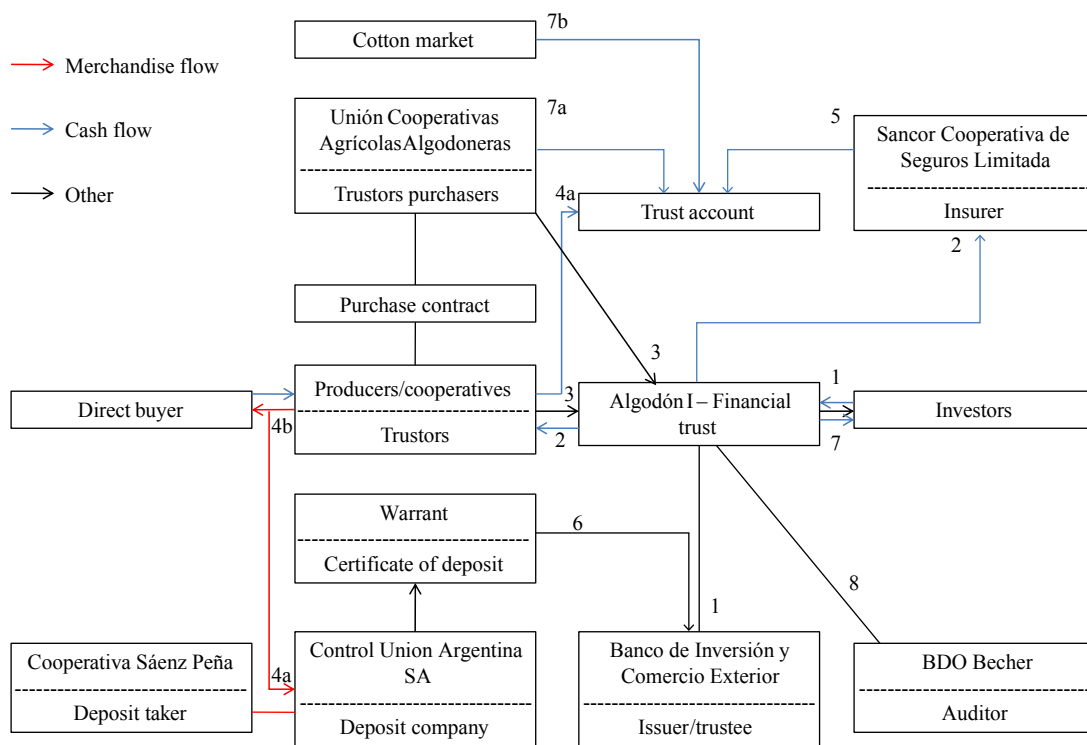 7b
Cotton market
Merchandise flow
Cash flow
Other
7a
Unión Cooperativas
AgrícolasAlgodoneras
Trustors purchasers
5
Sancor Cooperativa de
Seguros Limitada
Insurer
4a
Trust account
2
Purchase contract
3
Direct buyer
4b
Producers/cooperatives
Trustors
3
2
Algodón I – Financial
trust
1
7
Investors
Warrant
Certificate of deposit
6
1
8
Cooperativa Sáenz Peña
Deposit taker
4a
Control Union Argentina
SA
Deposit company
Banco de Inversión y
Comercio Exterior
Issuer/trustee
BDO Becher
Auditor